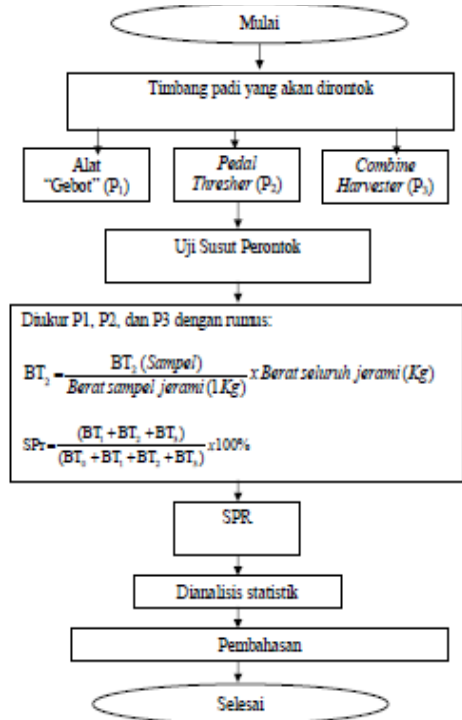 Mulai
Timbang padi yang akan dirontok
Alat
“Gebot” (P₁)
Pedal
Thresher (P₂)
Combine
Harvester (P₃)
Uji Susut Perontok
Diukur P1, P2, dan P3 dengan rumus:
BT₂ = BT₂ (Sampel) / Berat sampel jerami (1Kg) x Berat seluruh jerami (Kg)
SPr = (BT₁ + BT₂ + BT₃) / (BT₀ + BT₁ + BT₂ + BT₃) x100%
SPR
Dianalisis statistik
Pembahasan
Selesai